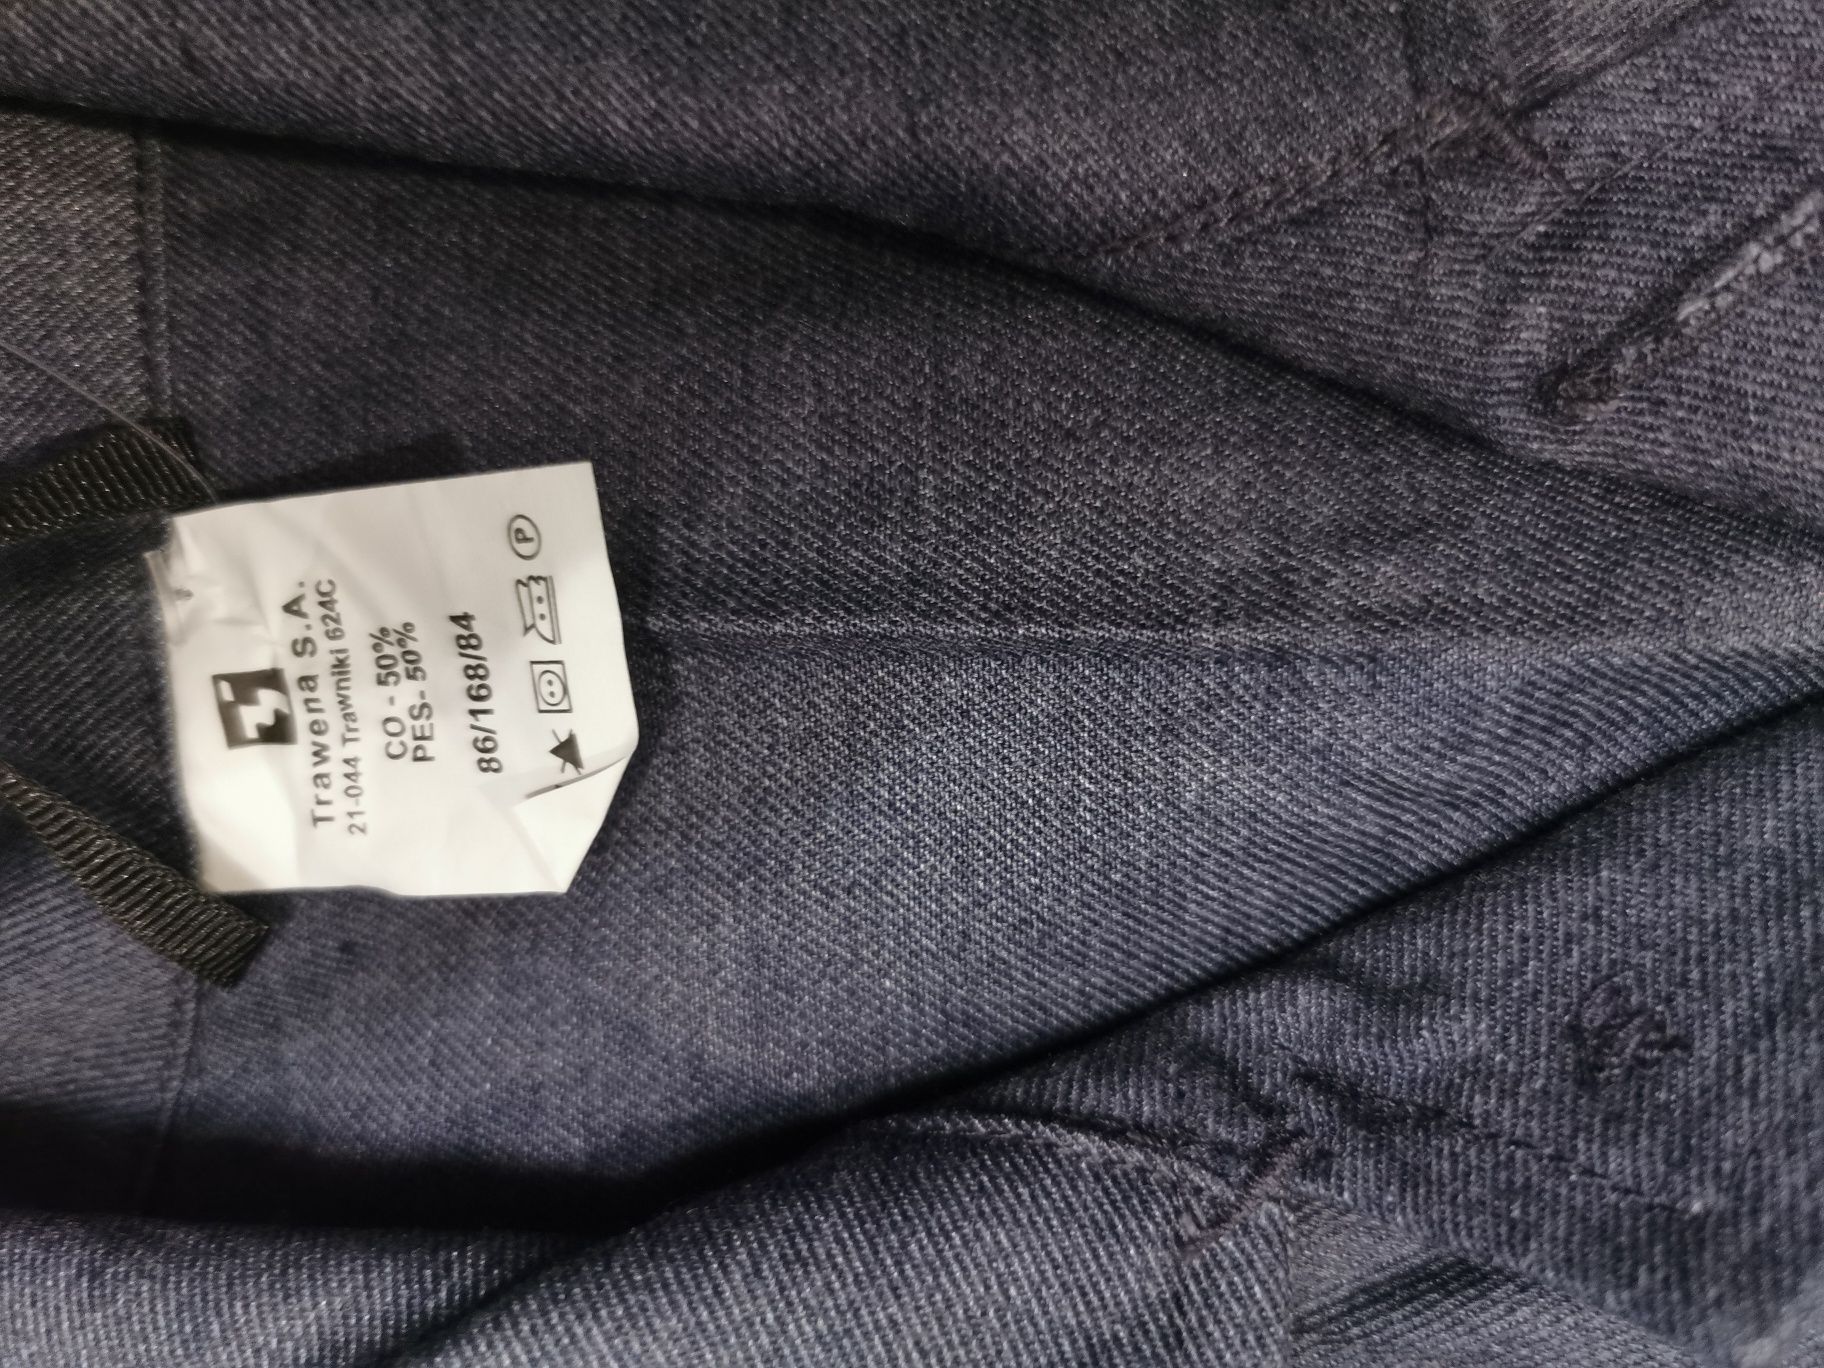 Trawena S.A.
21-044 Trawniki 624C
CO - 50%
PES- 50%
86/168/84
P